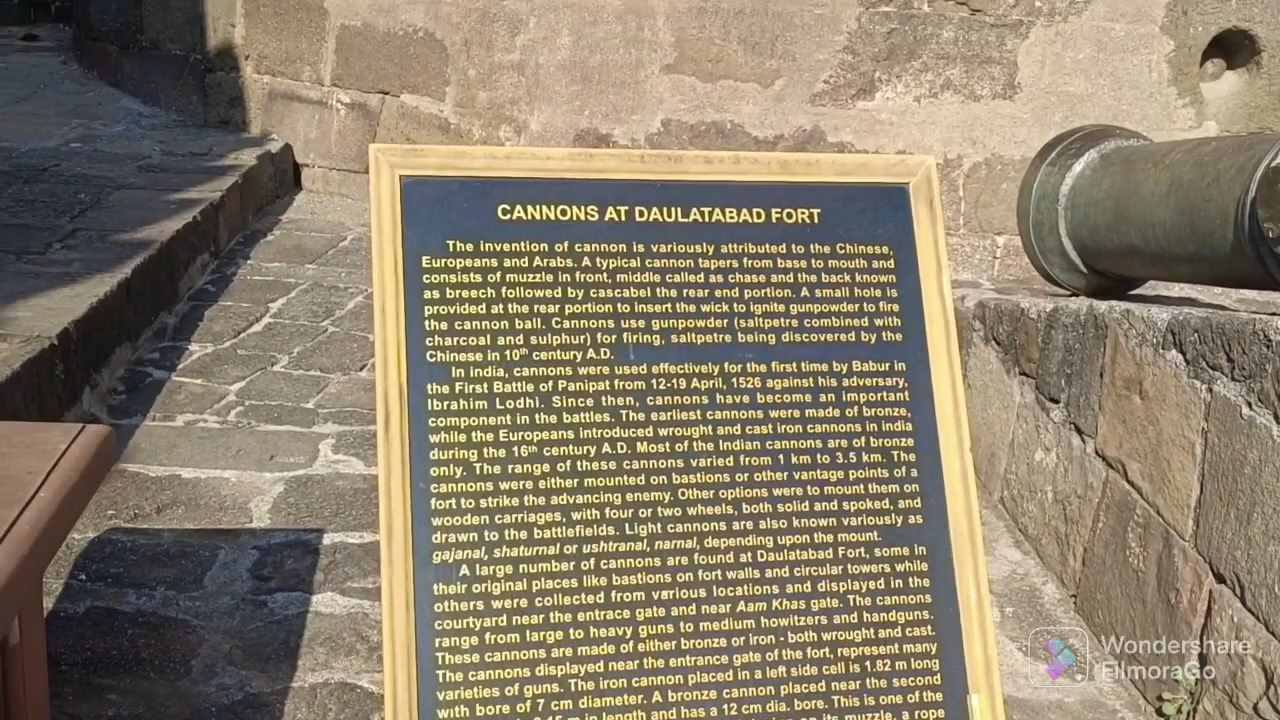 CANNONS AT DAULATABAD FORT
The invention of cannon is variously attributed to the Chinese,
Europeans and Arabs. A typical cannon tapers from base to mouth and
consists of muzzle in front, middle called as chase and the back known
as breech followed by cascabel the rear end portion. A small hole is
provided at the rear portion to insert the wick to ignite gunpowder to fire
the cannon ball. Cannons use gunpowder (saltpetre combined with
charcoal and sulphur) for firing, saltpetre being discovered by the
Chinese in 10th century A.D.
In india, cannons were used effectively for the first time by Babur in
the First Battle of Panipat from 12-19 April, 1526 against his adversary,
Ibrahim Lodhi. Since then, cannons have become an important
component in the battles. The earliest cannons were made of bronze,
while the Europeans introduced wrought and cast iron cannons in india
during the 16th century A.D. Most of the Indian cannons are of bronze
only. The range of these cannons varied from 1 km to 3.5 km. The
cannons were either mounted on bastions or other vantage points of a
fort to strike the advancing enemy. Other options were to mount them on
wooden carriages, with four or two wheels, both solid and spoked, and
drawn to the battlefields. Light cannons are also known variously as
gajanal, shaturnal or ushtranal, narnal, depending upon the mount.
A large number of cannons are found at Daulatabad Fort, some in
their original places like bastions on fort walls and circular towers while
others were collected from various locations and displayed in the
courtyard near the entrace gate and near Aam Khas gate. The cannons
range from large to heavy guns to medium howitzers and handguns.
These cannons are made of either bronze or iron - both wrought and cast.
The cannons displayed near the entrance gate of the fort, represent many
varieties of guns. The iron cannon placed in a left side cell is 1.82 m long
with bore of 7 cm diameter. A bronze cannon placed near the second
m in length and has a 12 cm dia. bore. This is one of the
on its muzzle, a rope
Wondershare
FilmoraGo